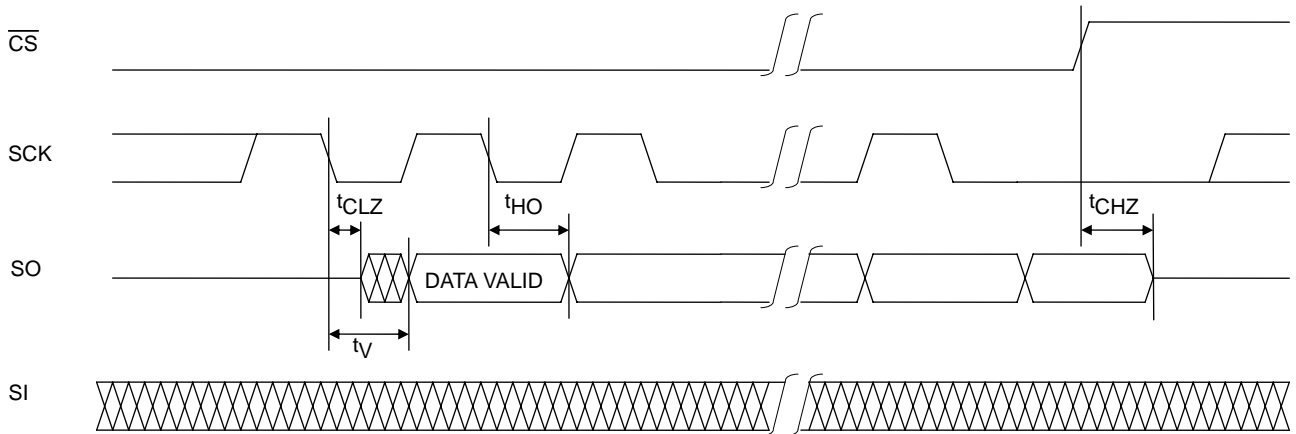 CS
SCK
tCLZ
tHO
tCHZ
SO
DATA VALID
tV
SI